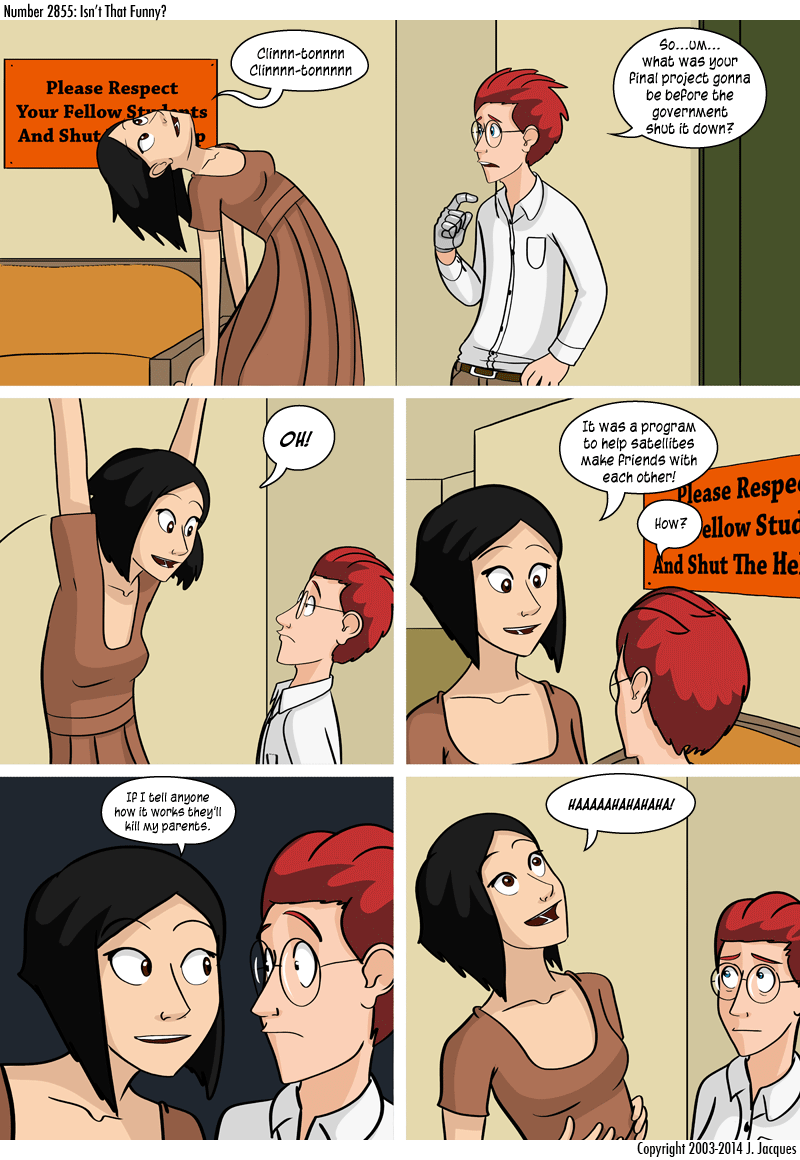 Number 2855: Isn't That Funny?
Please Respect
Your Fellow Students
And Shut p
Clinnn-tonnnn
Clinnnn-tonnnnn
So...um...
what was your
final project gonna
be before the
government
shut it down?
OH!
It was a program
to help satellites
make friends with
each other!
How?
Please Respec
ellow Stud
And Shut The He
If I tell anyone
how it works they'll
kill my parents.
HAAAAAHAHAHAHA!
Copyright 2003-2014 J. Jacques